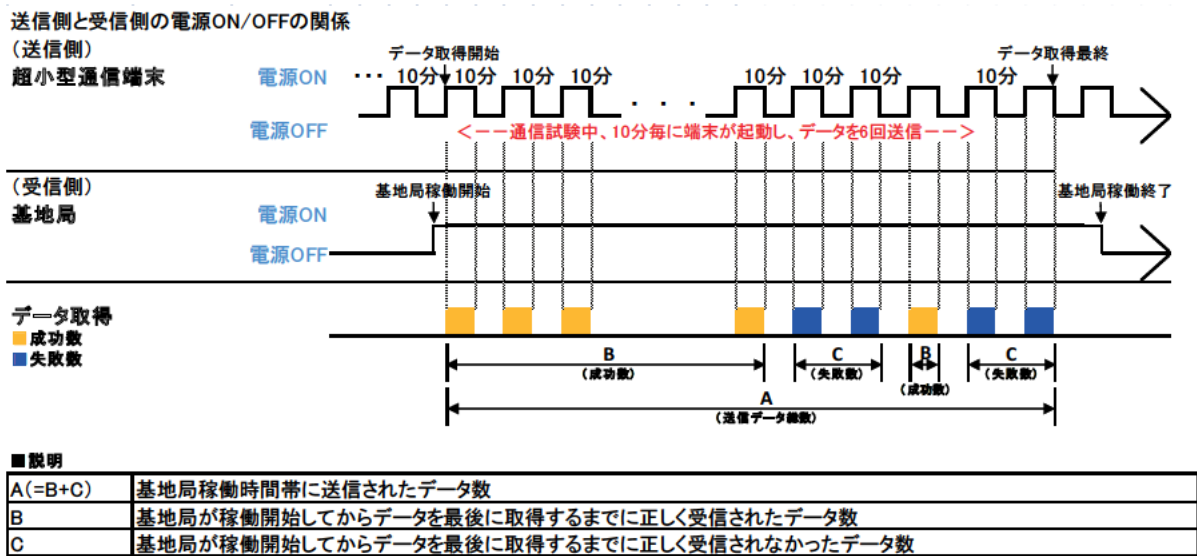 送信側と受信側の電源ON/OFFの関係
(送信側)
超小型通信端末
電源ON
電源OFF
データ取得開始
データ取得最終
･･･ 10分 10分 10分 10分
10分 10分 10分
10分
・ ・ ・
<ーー通信試験中、10分毎に端末が起動し、データを6回送信ーー>
(受信側)
基地局
電源ON
電源OFF
基地局稼働開始
基地局稼働終了
データ取得
■成功数
■失敗数
B
(成功数)
C
(失敗数)
B
(成功数)
C
(失敗数)
A
(送信データ総数)
■説明
A(=B+C) 基地局稼働時間帯に送信されたデータ数
B 基地局が稼働開始してからデータを最後に取得するまでに正しく受信されたデータ数
C 基地局が稼働開始してからデータを最後に取得するまでに正しく受信されなかったデータ数